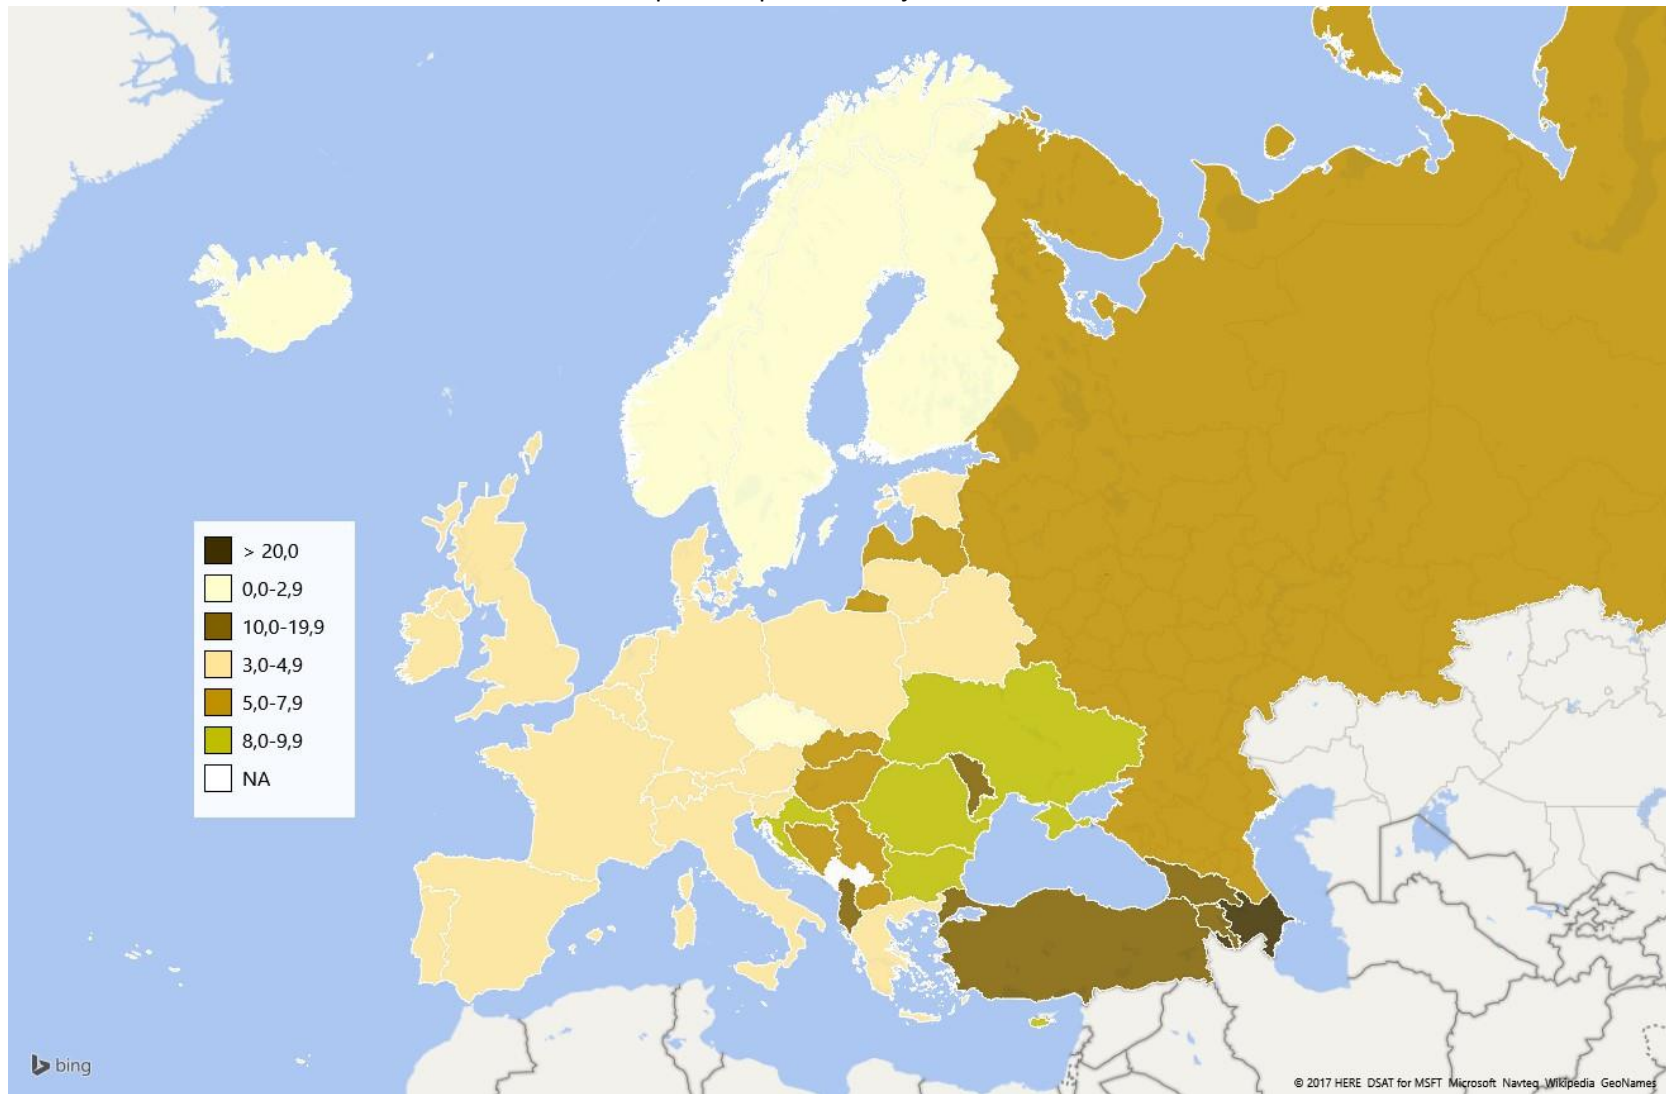 > 20,0
0,0-2,9
10,0-19,9
3,0-4,9
5,0-7,9
8,0-9,9
NA
bing
© 2017 HERE DSAT for MSFT Microsoft Navteq Wikipedia GeoNames